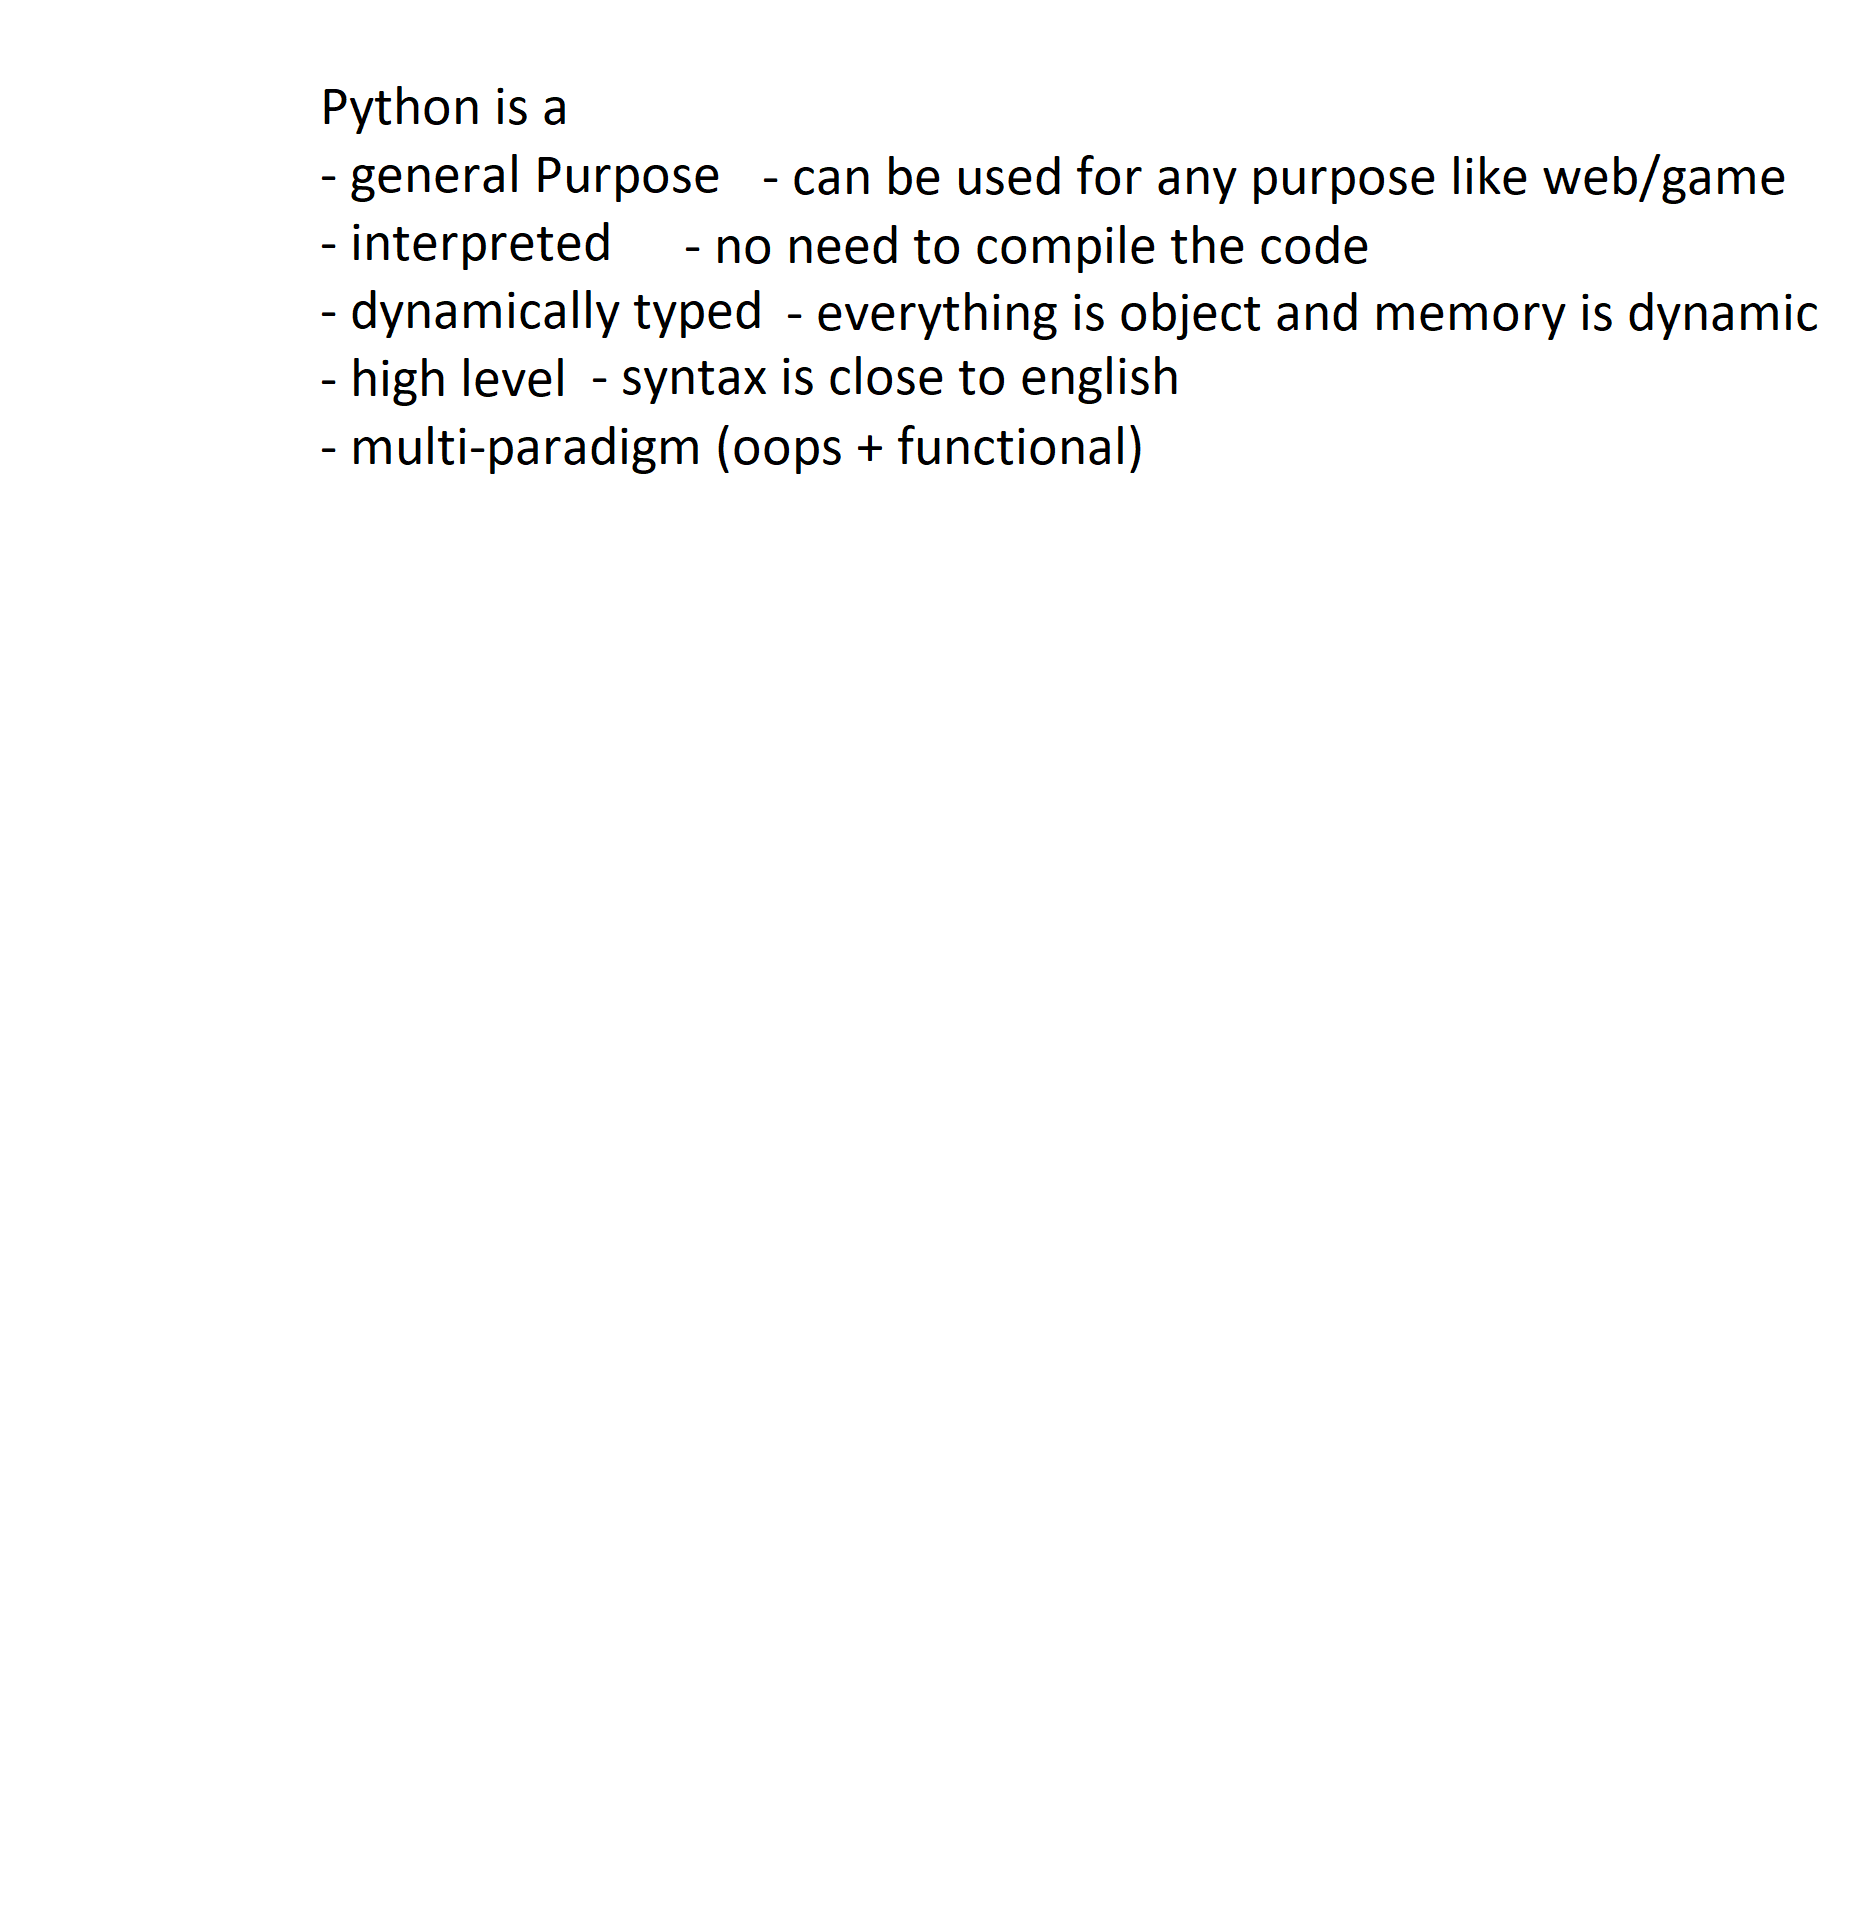 Python is a
- general Purpose - can be used for any purpose like web/game
- interpreted - no need to compile the code
- dynamically typed - everything is object and memory is dynamic
- high level - syntax is close to english
- multi-paradigm (oops + functional)